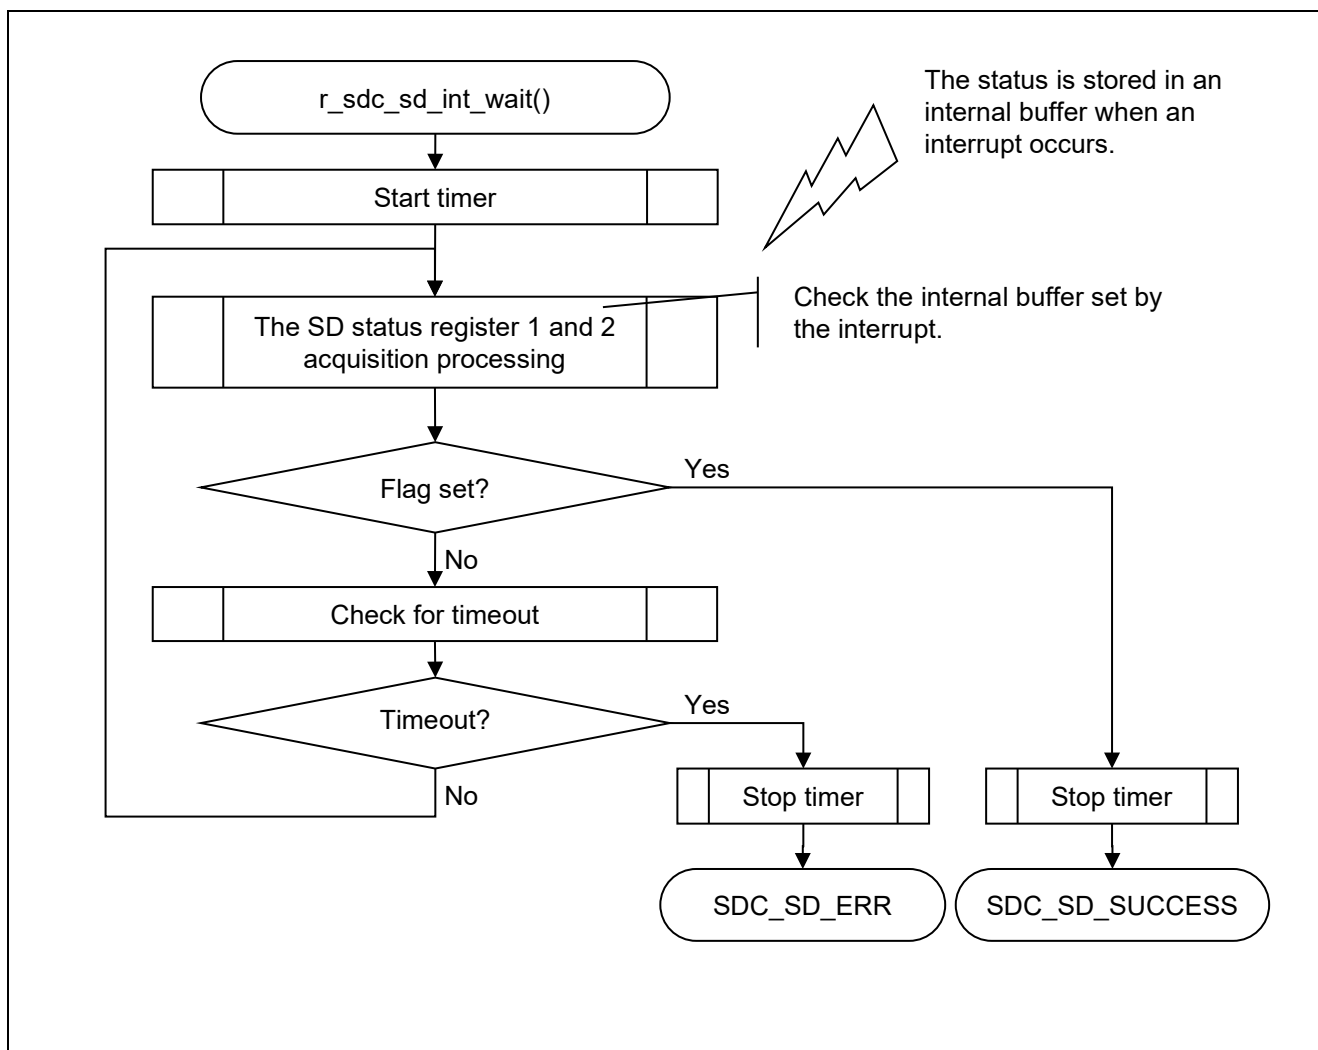 r_sdc_sd_int_wait()
The status is stored in an
internal buffer when an
interrupt occurs.
Start timer
The SD status register 1 and 2
acquisition processing
Check the internal buffer set by
the interrupt.
Flag set?
Yes
No
Check for timeout
Timeout?
Yes
No
Stop timer
Stop timer
SDC_SD_ERR
SDC_SD_SUCCESS